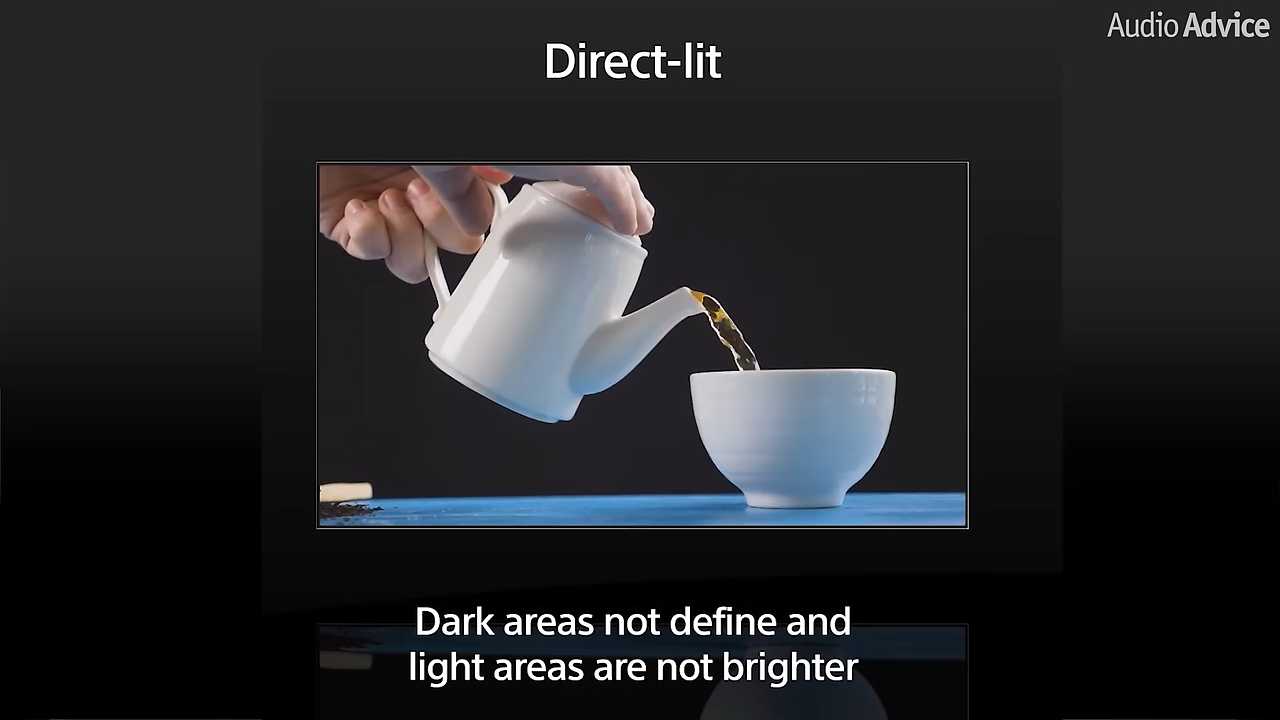 Audio Advice
Direct-lit
Dark areas not define and
light areas are not brighter